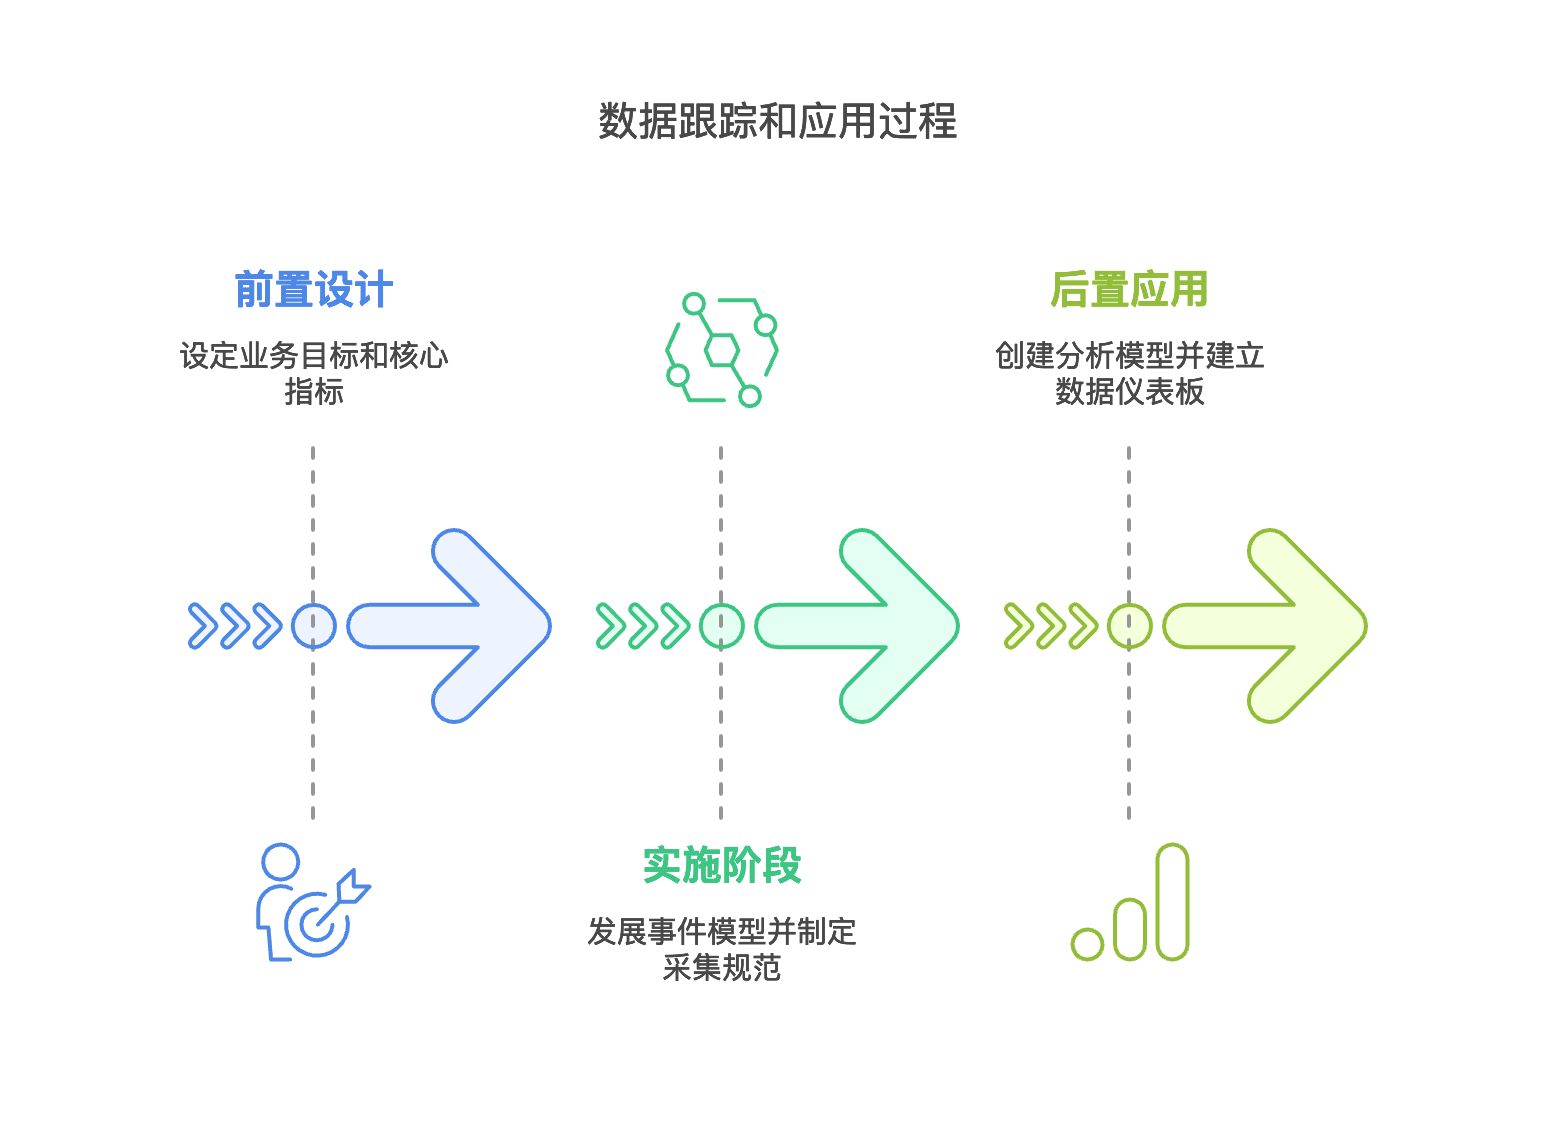 数据跟踪和应用过程
前置设计
设定业务目标和核心
指标
实施阶段
发展事件模型并制定
采集规范
后置应用
创建分析模型并建立
数据仪表板